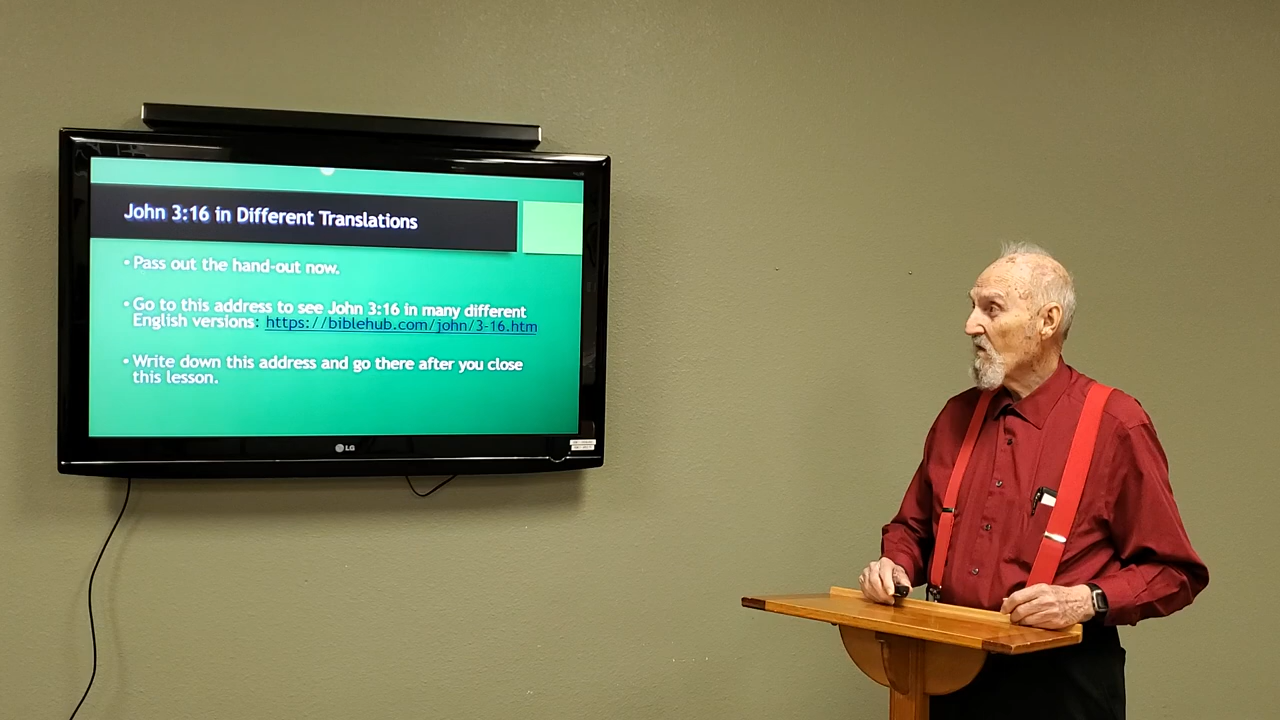 John 3:16 in Different Translations
• Pass out the hand-out now.
• Go to this address to see John 3:16 in many different
English versions: https://biblehub.com/john/3-16.htm
• Write down this address and go there after you close
this lesson.
LG